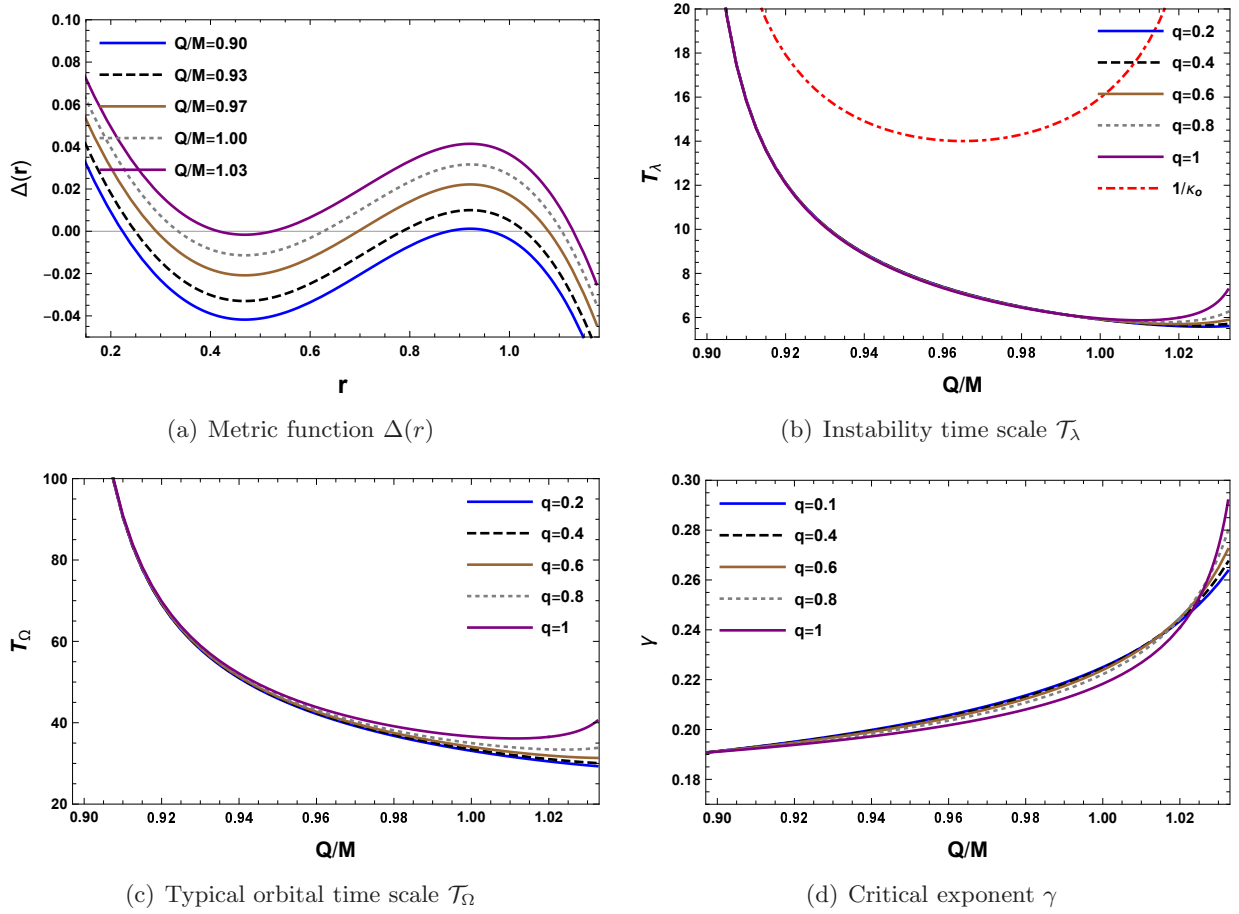 Q/M=0.90
Q/M=0.93
Q/M=0.97
Q/M=1.00
Q/M=1.03
0.10
0.08
0.06
0.04
0.02
0.00
−0.02
−0.04
Δ(r)
0.2 0.4 0.6 0.8 1.0
r
(a) Metric function Δ(r)
20
18
16
14
12
10
8
6
T_λ
q=0.2
q=0.4
q=0.6
q=0.8
q=1
1/κ_o
0.90 0.92 0.94 0.96 0.98 1.00 1.02
Q/M
(b) Instability time scale 𝒯_λ
100
80
60
40
20
T_Ω
q=0.2
q=0.4
q=0.6
q=0.8
q=1
0.90 0.92 0.94 0.96 0.98 1.00 1.02
Q/M
(c) Typical orbital time scale 𝒯_Ω
0.30
0.28
0.26
0.24
0.22
0.20
0.18
γ
q=0.1
q=0.4
q=0.6
q=0.8
q=1
0.90 0.92 0.94 0.96 0.98 1.00 1.02
Q/M
(d) Critical exponent γ